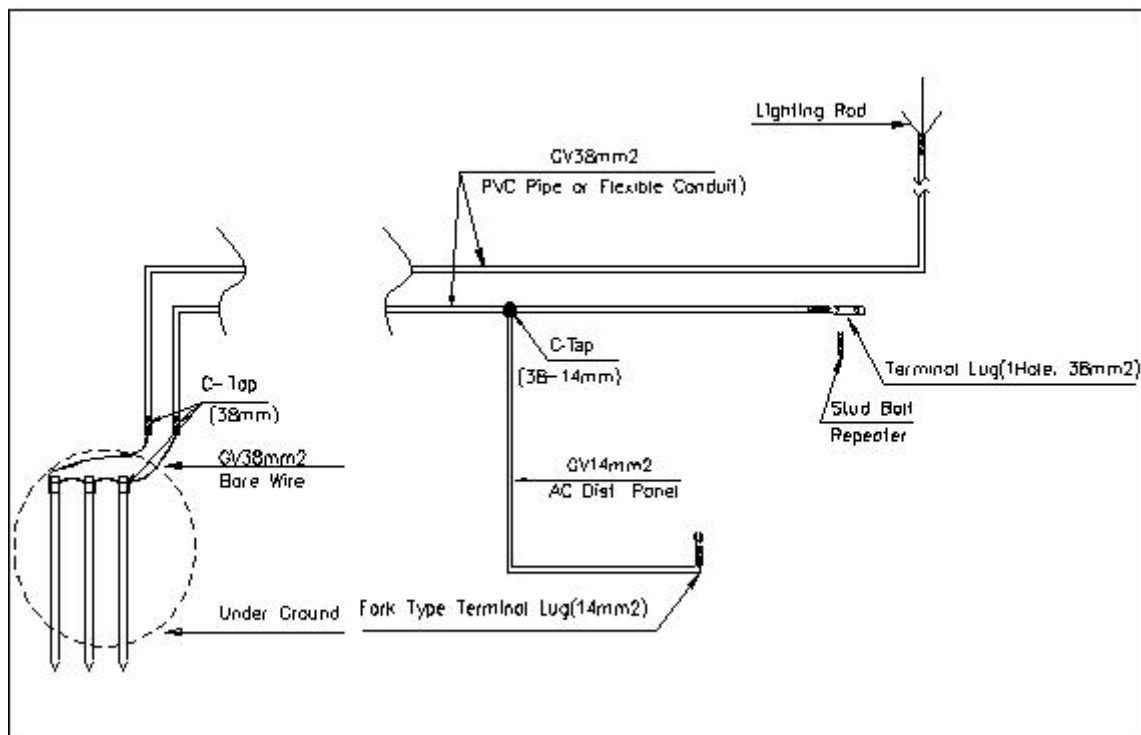 Lighting Rod
GV38mm2
PVC Pipe or Flexible Conduit)
C-Tap
(38-14mm)
Terminal Lug(1Hole. 38mm2)
Stud Bolt
Repeater
C-Tap
(38mm)
GV38mm2
Bare Wire
GV14mm2
AC Dist Panel
Under Ground
Fork Type Terminal Lug(14mm2)